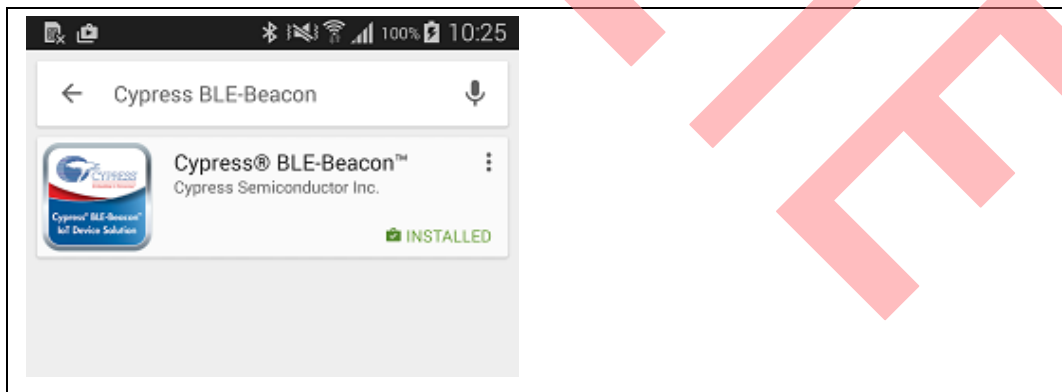 100% 10:25
Cypress BLE-Beacon
Cypress® BLE-Beacon™
Cypress Semiconductor Inc.
CYPRESS
Cypress® BLE-Beacon™
IoT Device Solution
INSTALLED